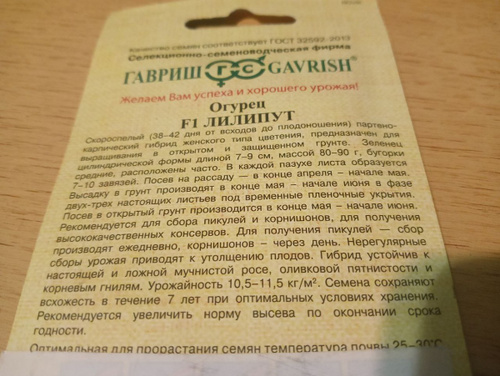 Качество семян соответствует ГОСТ 32592-2013
Селекционно-семеноводческая фирма
ГАВРИШ ГС GAVRISH®
Желаем Вам успеха и хорошего урожая!
Огурец
F1 ЛИЛИПУТ
Скороспелый (38-42 дня от всходов до плодоношения) партено-
карпический гибрид женского типа цветения, предназначен для
выращивания в открытом и защищенном грунте. Зеленец
цилиндрической формы длиной 7-9 см, массой 80-90 г, бугорки
средние, расположены часто. В каждой пазухе листа образуется
7-10 завязей. Посев на рассаду — в конце апреля - начале мая.
Высадку в грунт производят в конце мая - начале июня в фазе
двух-трех настоящих листьев под временные пленочные укрытия.
Посев в открытый грунт производится в конце мая - начале июня.
Рекомендуется для сбора пикулей и корнишонов, для получения
высококачественных консервов. Для получения пикулей — сбор
производят ежедневно, корнишонов – через день. Нерегулярные
сборы урожая приводят к утолщению плодов. Гибрид устойчив к
настоящей и ложной мучнистой росе, оливковой пятнистости и
корневым гнилям. Урожайность 10,5–11,5 кг/м². Семена сохраняют
всхожесть в течение 7 лет при оптимальных условиях хранения.
Рекомендуется увеличить норму высева по окончании срока
годности.
Оптимальная для прорастания семян температура почвы 25-30°С